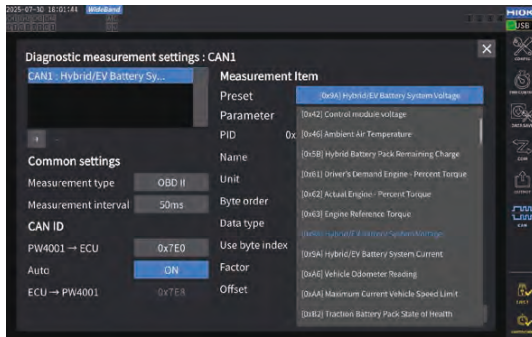 2025-07-30 18:01:44 WideBand
HIOKI
USB
Diagnostic measurement settings : CAN1
CAN1 : Hybrid/EV Battery Sy...
Common settings
Measurement type OBD II
Measurement interval 50ms
CAN ID
PW4001 → ECU 0x7E0
Auto ON
ECU → PW4001 0x7E8
Measurement Item
Preset [0x9A] Hybrid/EV Battery System Voltage
Parameter
PID 0x
Name
Unit
Byte order
Data type
Use byte index
Factor
Offset
[0x42] Control module voltage
[0x46] Ambient Air Temperature
[0x5B] Hybrid Battery Pack Remaining Charge
[0x61] Driver's Demand Engine - Percent Torque
[0x62] Actual Engine - Percent Torque
[0x63] Engine Reference Torque
[0x9A] Hybrid/EV Battery System Voltage
[0x9A] Hybrid/EV Battery System Current
[0xA6] Vehicle Odometer Reading
[0xAA] Maximum Current Vehicle Speed Limit
[0xB2] Traction Battery Pack State of Health